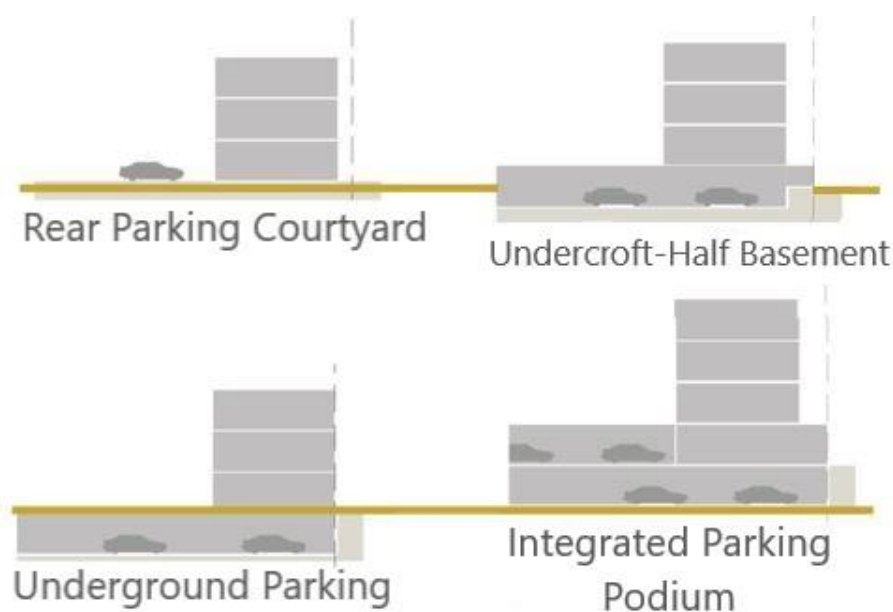 Rear Parking Courtyard
Undercroft-Half Basement
Underground Parking
Integrated Parking
Podium